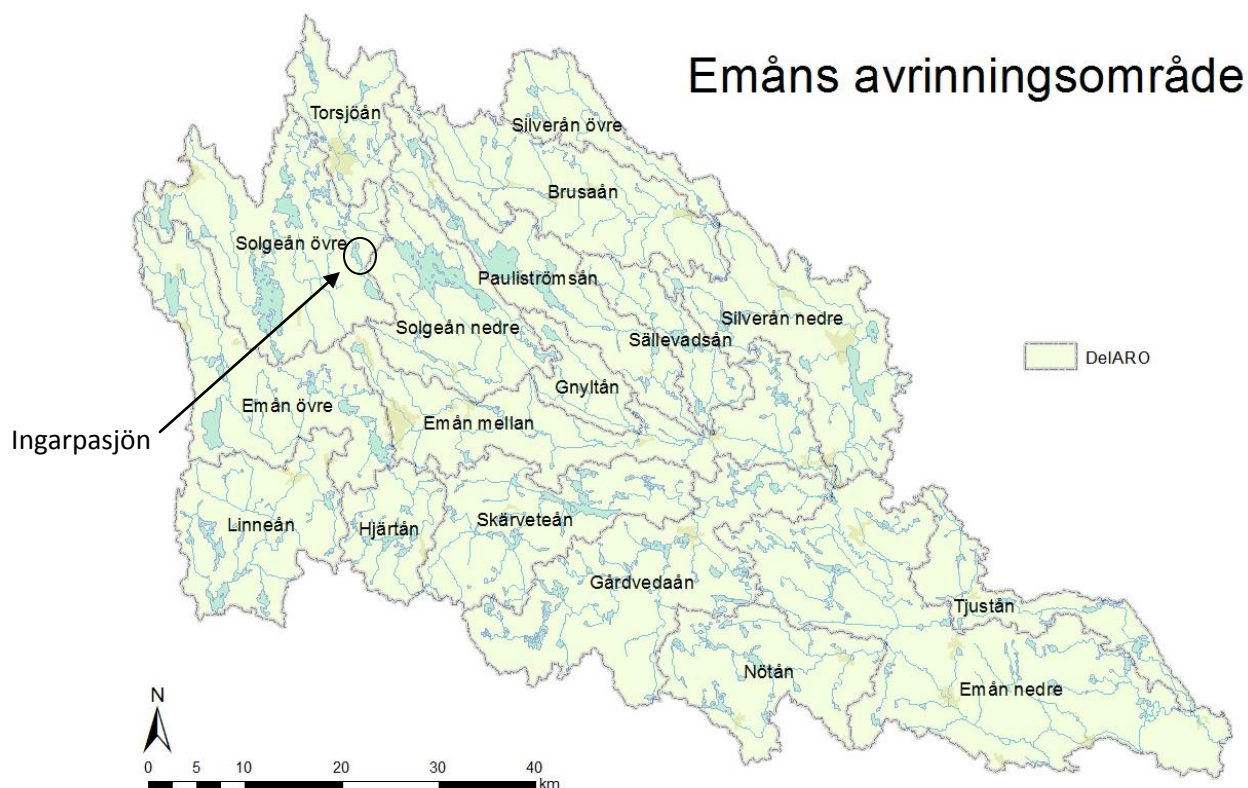 Emåns avrinningsområde
Torsjöån
Silverån övre
Brusaån
Solgeån övre
Pauliströmsån
Solgeån nedre
Sällevadsån
Silverån nedre
DelARO
Gnyltån
Emån övre
Emån mellan
Ingarpasjön
Linneån
Hjärtån
Skärveteån
Gårdvedaån
Tjustån
Nötån
Emån nedre
N
0 5 10 20 30 40
km